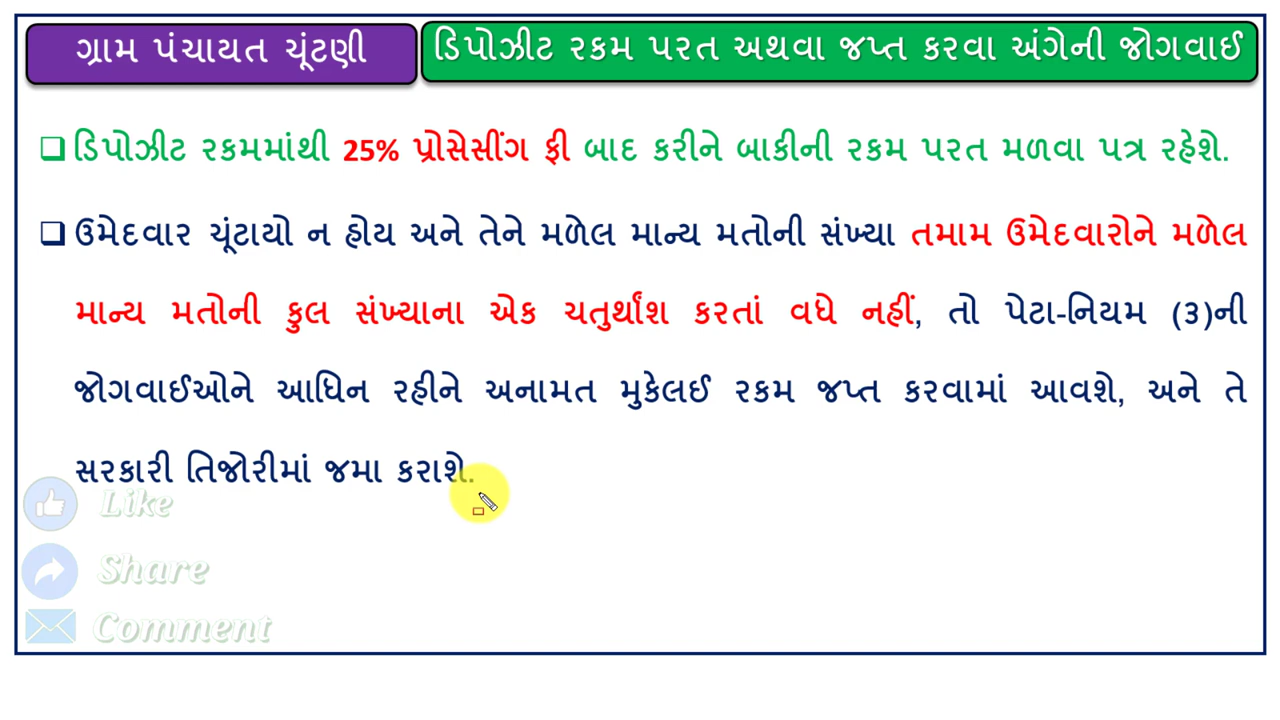 ગ્રામ પંચાયત ચૂંટણી
ડિપોઝીટ રકમ પરત અથવા જપ્ત કરવા અંગેની જોગવાઈ
ડિપોઝીટ રકમમાંથી 25% પ્રોસેસીંગ ફી બાદ કરીને બાકીની રકમ પરત મળવા પત્ર રહેશે.
ઉમેદવાર ચૂંટાયો ન હોય અને તેને મળેલ માન્ય મતોની સંખ્યા તમામ ઉમેદવારોને મળેલ
માન્ય મતોની કુલ સંખ્યાના એક ચતુર્થાંશ કરતાં વધે નહીં, તો પેટા-નિયમ (૩)ની
જોગવાઈઓને આધિન રહીને અનામત મુકેલઈ રકમ જપ્ત કરવામાં આવશે, અને તે
સરકારી તિજોરીમાં જમા કરાશે.
Like
Share
Comment